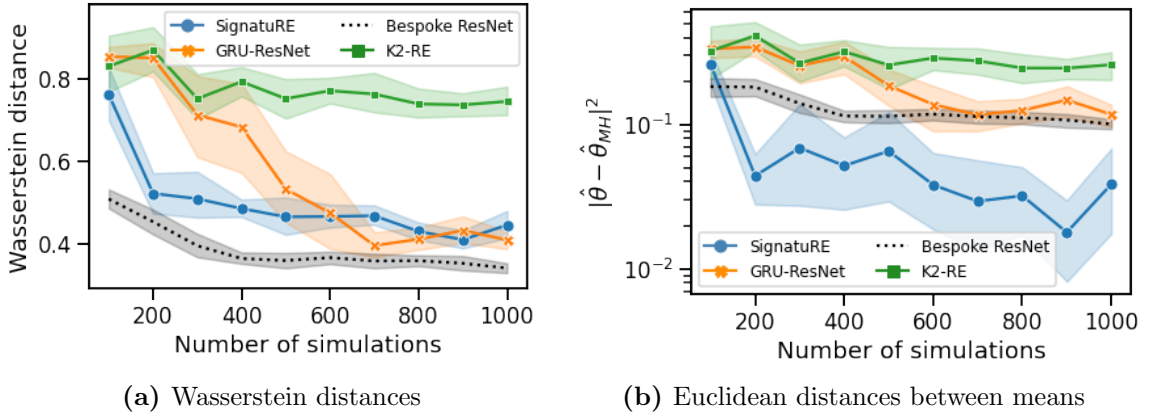 Wasserstein distance
0.8
0.6
0.4
SignatuRE
GRU-ResNet
Bespoke ResNet
K2-RE
200 400 600 800 1000
Number of simulations
(a) Wasserstein distances
|θ̂ − θ̂_MH|²
10⁻¹
10⁻²
SignatuRE
GRU-ResNet
Bespoke ResNet
K2-RE
200 400 600 800 1000
Number of simulations
(b) Euclidean distances between means